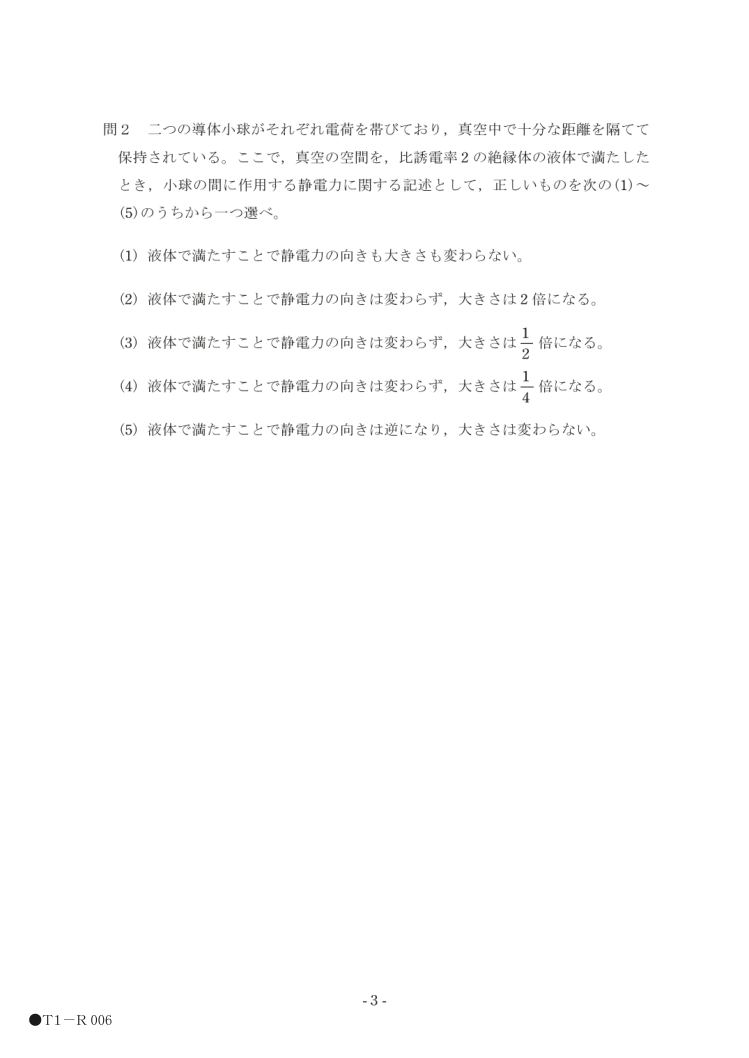 問２　二つの導体小球がそれぞれ電荷を帯びており，真空中で十分な距離を隔てて
保持されている。ここで，真空の空間を，比誘電率２の絶縁体の液体で満たした
とき，小球の間に作用する静電力に関する記述として，正しいものを次の(1)～
(5)のうちから一つ選べ。
(1) 液体で満たすことで静電力の向きも大きさも変わらない。
(2) 液体で満たすことで静電力の向きは変わらず，大きさは２倍になる。
(3) 液体で満たすことで静電力の向きは変わらず，大きさは 1/2 倍になる。
(4) 液体で満たすことで静電力の向きは変わらず，大きさは 1/4 倍になる。
(5) 液体で満たすことで静電力の向きは逆になり，大きさは変わらない。
- 3 -
●T1－R 006